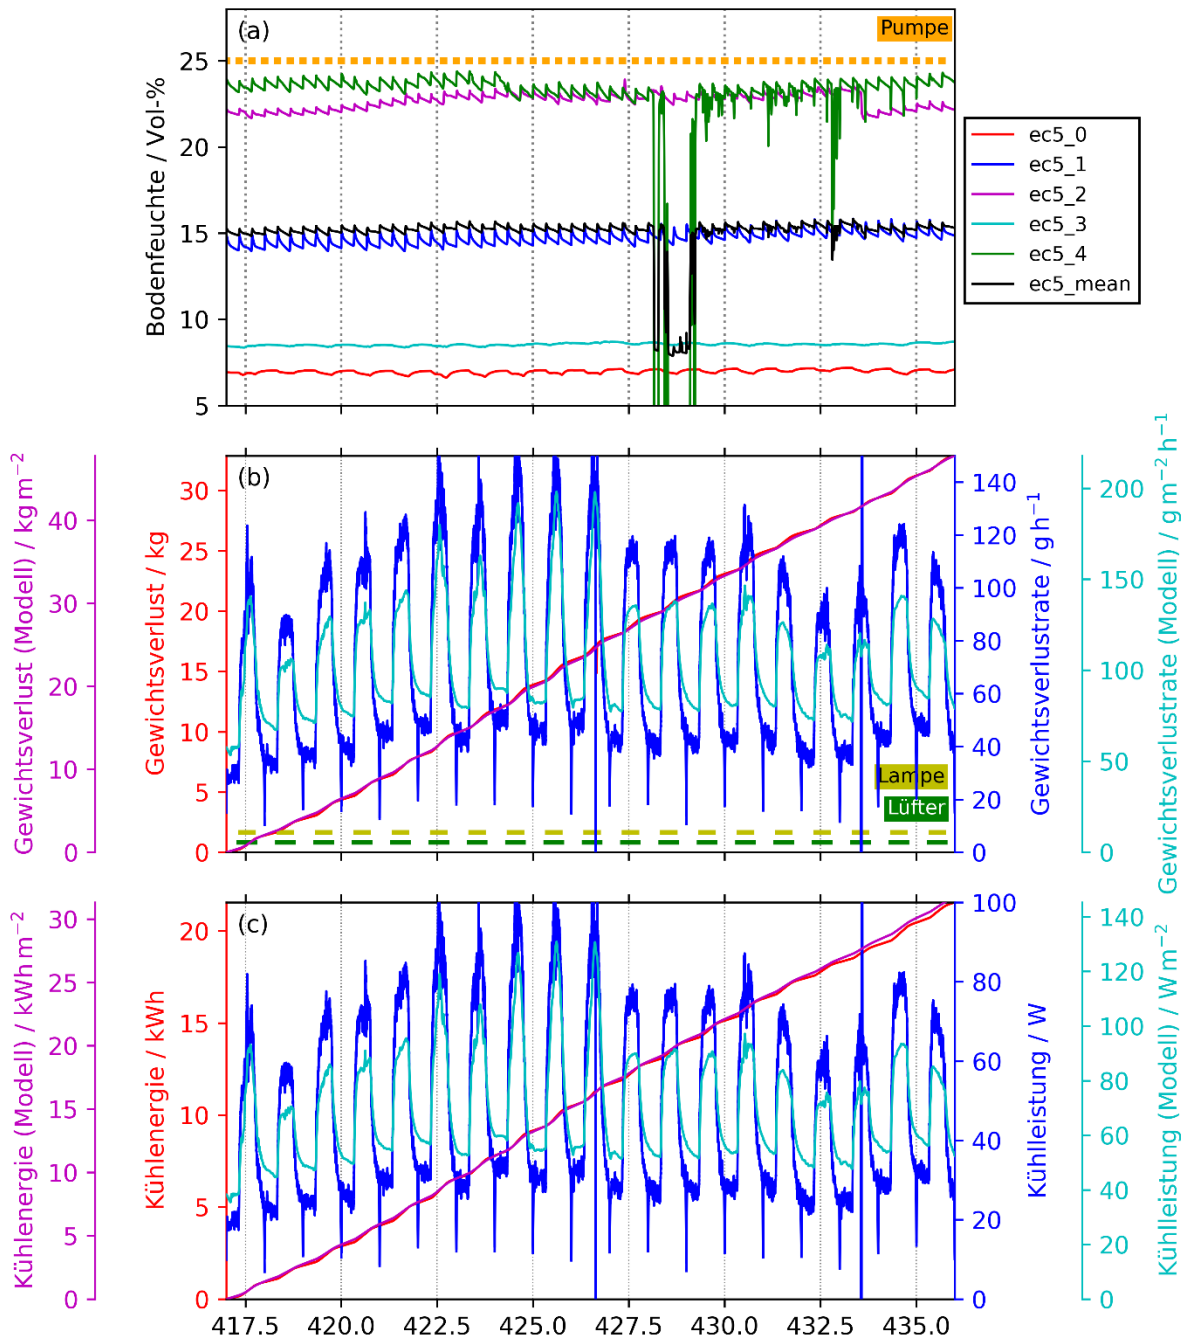 (a)
Pumpe
Bodenfeuchte / Vol-%
25
20
15
10
5
ec5_0
ec5_1
ec5_2
ec5_3
ec5_4
ec5_mean
(b)
Gewichtsverlust (Modell) / kg m⁻²
40
30
20
10
0
Gewichtsverlust / kg
30
25
20
15
10
5
0
Lampe
Lüfter
140
120
100
80
60
40
20
0
Gewichtsverlustrate / g h⁻¹
200
150
100
50
0
Gewichtsverlustrate (Modell) / g m⁻² h⁻¹
(c)
Kühlenergie (Modell) / kWh m⁻²
30
25
20
15
10
5
0
Kühlenergie / kWh
20
15
10
5
0
100
80
60
40
20
0
Kühlleistung / W
140
120
100
80
60
40
20
0
Kühlleistung (Modell) / W m⁻²
417.5 420.0 422.5 425.0 427.5 430.0 432.5 435.0